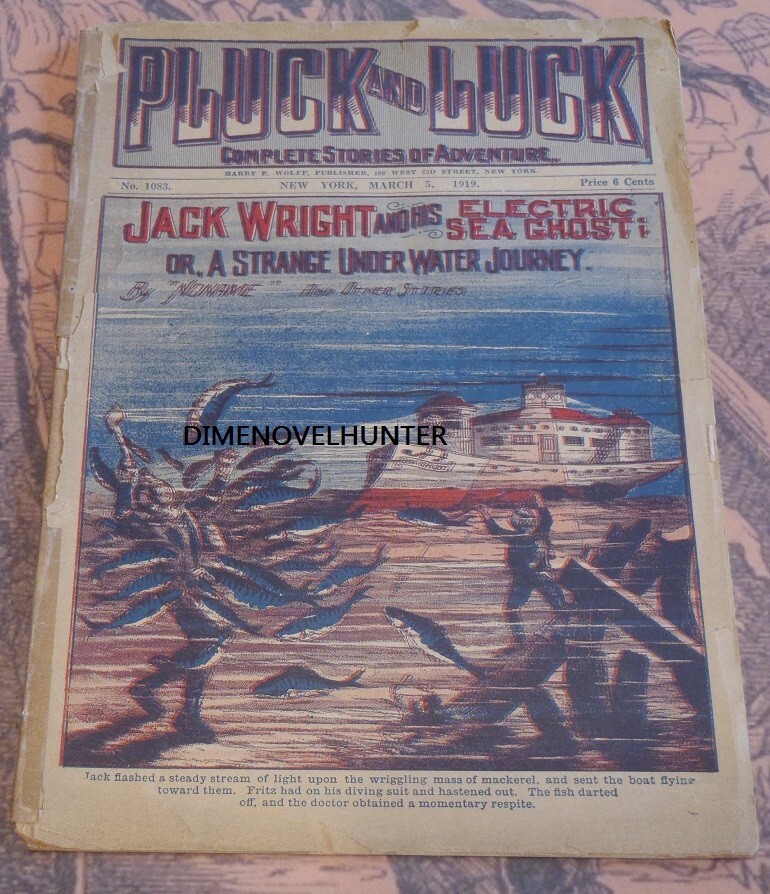 PLUCK AND LUCK
COMPLETE STORIES OF ADVENTURE.
HARRY E. WOLFF, PUBLISHER, 166 WEST 23D STREET, NEW YORK.
No. 1083. NEW YORK, MARCH 5, 1919. Price 6 Cents
JACK WRIGHT AND HIS ELECTRIC SEA GHOST;
OR, A STRANGE UNDER WATER JOURNEY.
By "NONAME" AND OTHER STORIES
DIMENOVELHUNTER
Jack flashed a steady stream of light upon the wriggling mass of mackerel, and sent the boat flying
toward them. Fritz had on his diving suit and hastened out. The fish darted
off, and the doctor obtained a momentary respite.